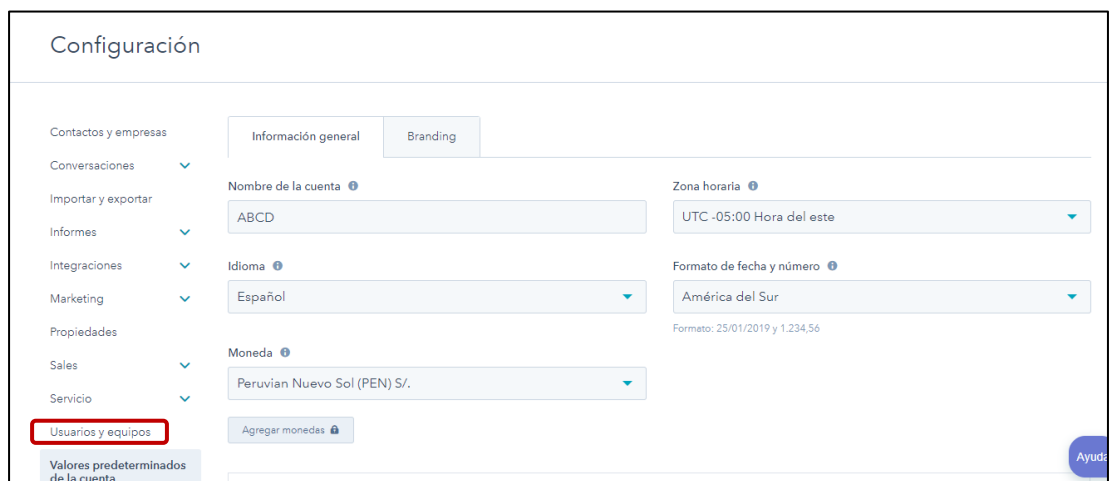 Configuración
Contactos y empresas
Conversaciones
Importar y exportar
Informes
Integraciones
Marketing
Propiedades
Sales
Servicio
Usuarios y equipos
Valores predeterminados
de la cuenta
Información general
Branding
Nombre de la cuenta
ABCD
Zona horaria
UTC -05:00 Hora del este
Idioma
Español
Formato de fecha y número
América del Sur
Formato: 25/01/2019 y 1.234,56
Moneda
Peruvian Nuevo Sol (PEN) S/.
Agregar monedas
Ayuda